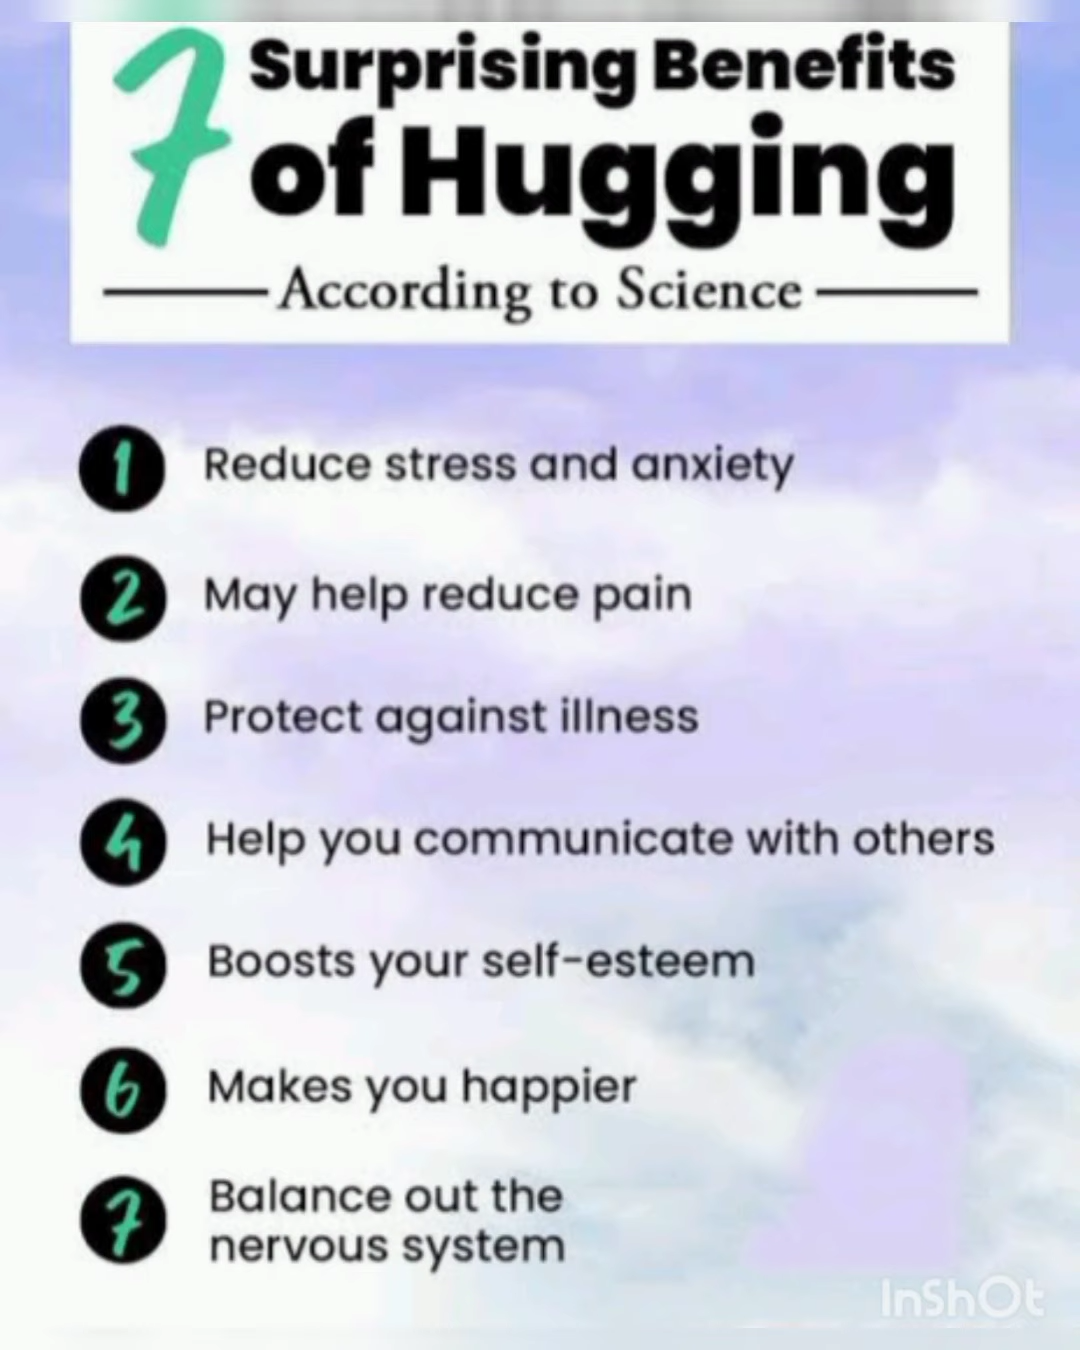 7 Surprising Benefits
of Hugging
According to Science
1 Reduce stress and anxiety
2 May help reduce pain
3 Protect against illness
4 Help you communicate with others
5 Boosts your self-esteem
6 Makes you happier
7 Balance out the
nervous system
InShOt